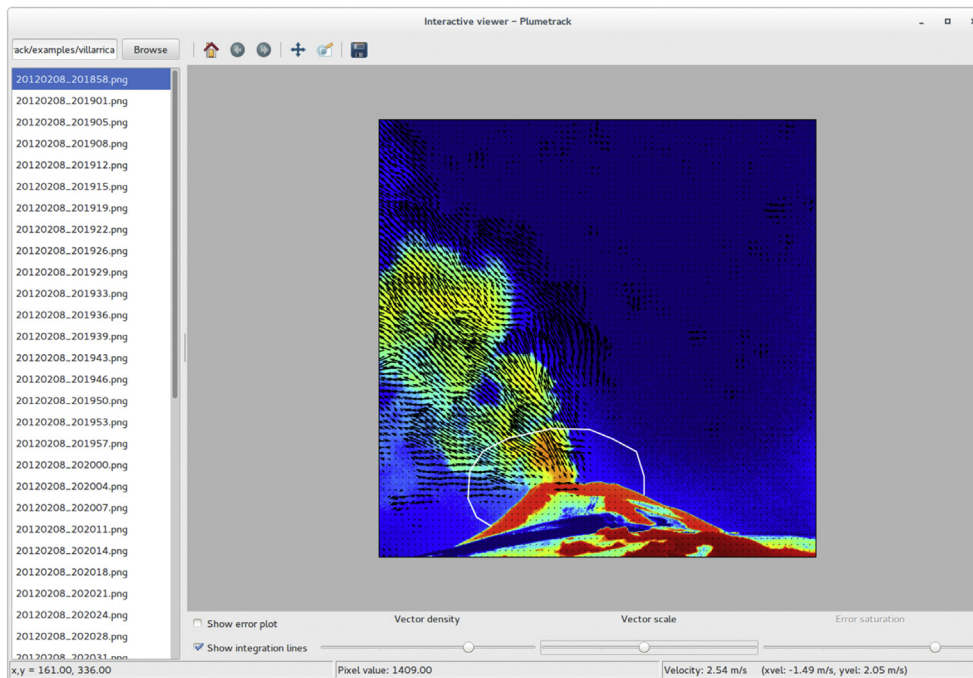 Interactive viewer – Plumetrack
rack/examples/villarrica
Browse
20120208_201858.png
20120208_201901.png
20120208_201905.png
20120208_201908.png
20120208_201912.png
20120208_201915.png
20120208_201919.png
20120208_201922.png
20120208_201926.png
20120208_201929.png
20120208_201933.png
20120208_201936.png
20120208_201939.png
20120208_201943.png
20120208_201946.png
20120208_201950.png
20120208_201953.png
20120208_201957.png
20120208_202000.png
20120208_202004.png
20120208_202007.png
20120208_202011.png
20120208_202014.png
20120208_202018.png
20120208_202021.png
20120208_202024.png
20120208_202028.png
20120208_202031.png
Show error plot
Vector density
Vector scale
Error saturation
Show integration lines
x,y = 161.00, 336.00
Pixel value: 1409.00
Velocity: 2.54 m/s (xvel: -1.49 m/s, yvel: 2.05 m/s)